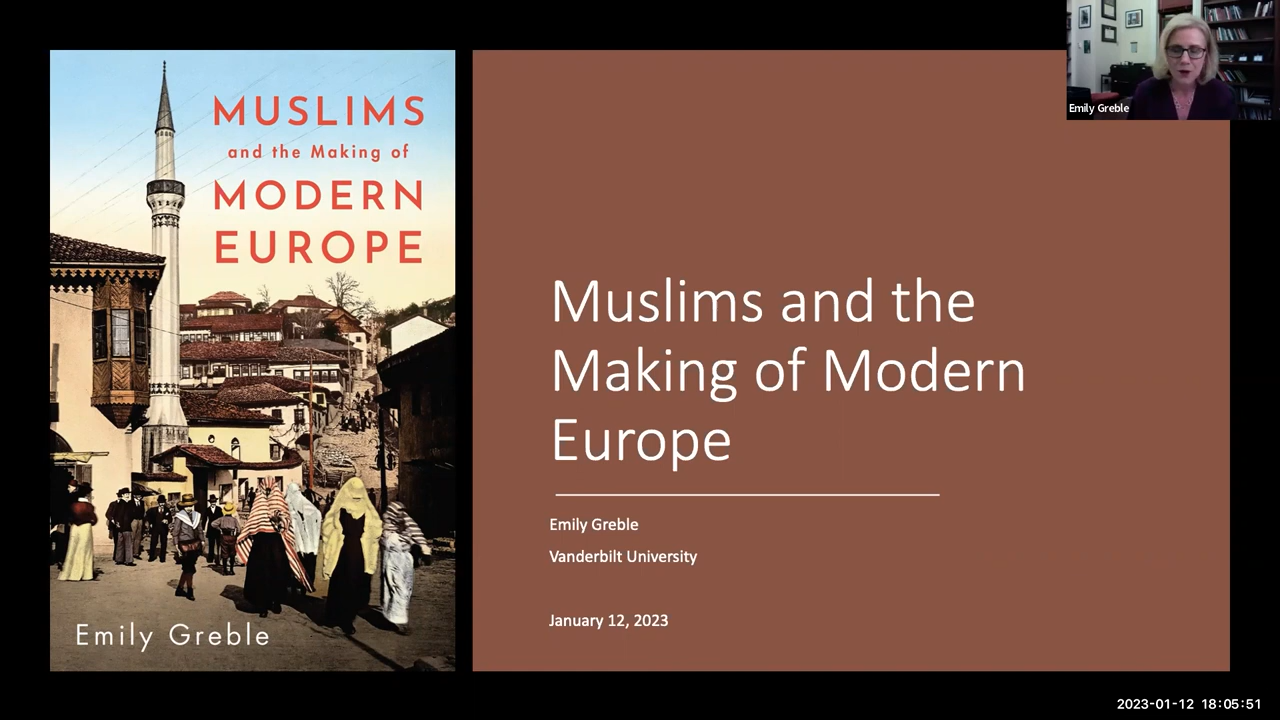 MUSLIMS
and the Making of
MODERN
EUROPE
Emily Greble
Muslims and the
Making of Modern
Europe
Emily Greble
Vanderbilt University
January 12, 2023
Emily Greble
2023-01-12 18:05:51